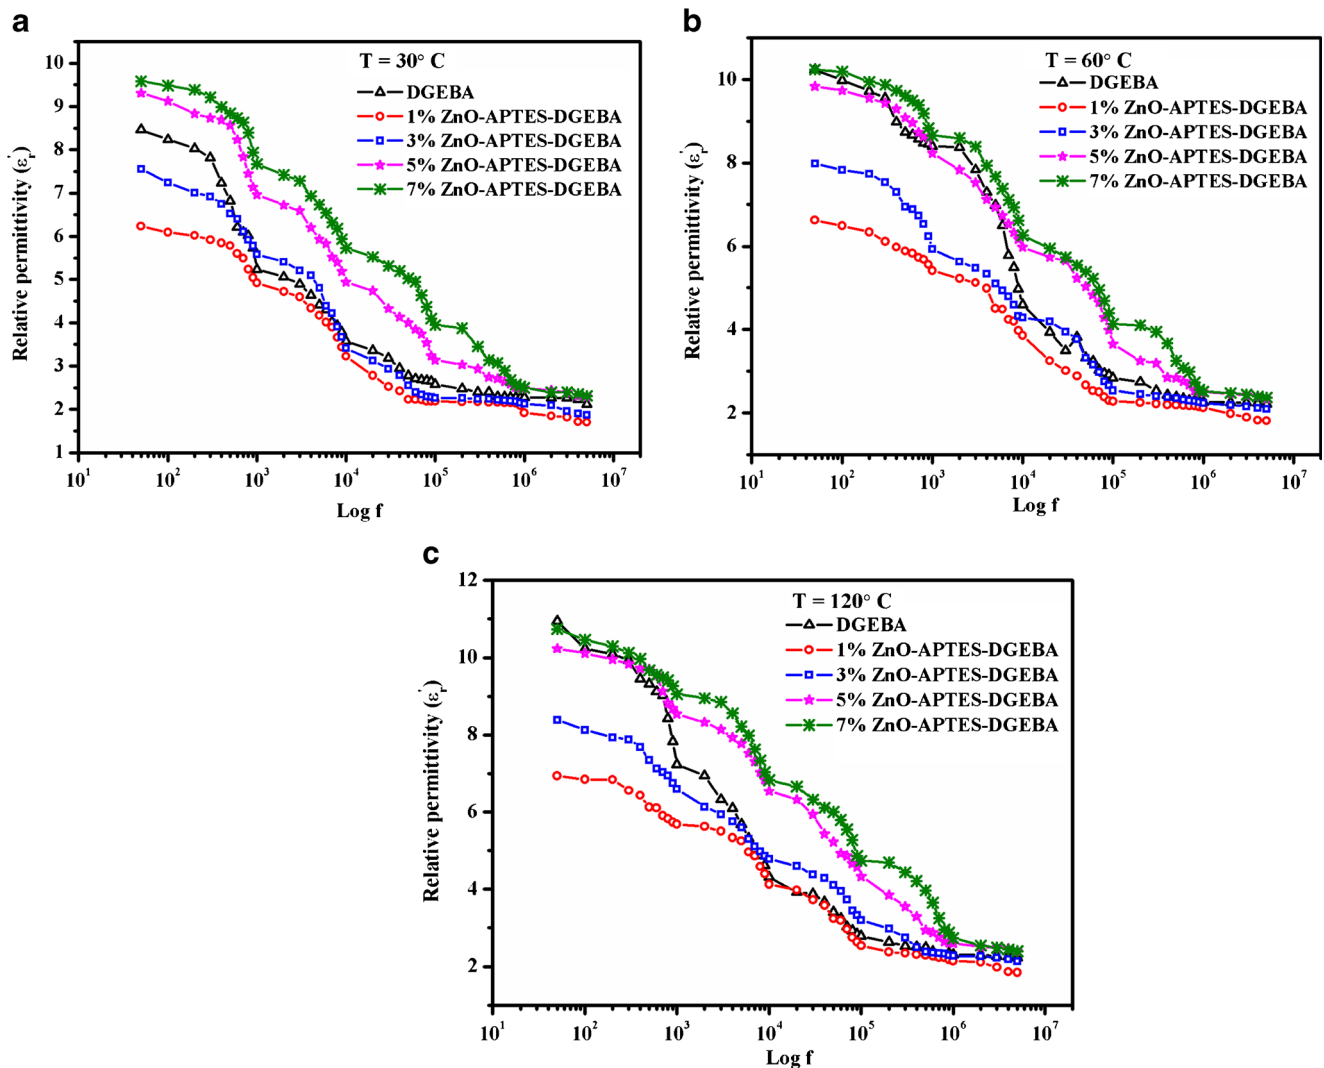 a
T = 30° C
DGEBA
1% ZnO-APTES-DGEBA
3% ZnO-APTES-DGEBA
5% ZnO-APTES-DGEBA
7% ZnO-APTES-DGEBA
Relative permittivity (ε'r)
10
9
8
7
6
5
4
3
2
1
10¹
10²
10³
10⁴
10⁵
10⁶
10⁷
Log f
b
T = 60° C
DGEBA
1% ZnO-APTES-DGEBA
3% ZnO-APTES-DGEBA
5% ZnO-APTES-DGEBA
7% ZnO-APTES-DGEBA
Relative permittivity (ε'r)
10
8
6
4
2
10¹
10²
10³
10⁴
10⁵
10⁶
10⁷
Log f
c
T = 120° C
DGEBA
1% ZnO-APTES-DGEBA
3% ZnO-APTES-DGEBA
5% ZnO-APTES-DGEBA
7% ZnO-APTES-DGEBA
Relative permittivity (ε'r)
12
10
8
6
4
2
10¹
10²
10³
10⁴
10⁵
10⁶
10⁷
Log f